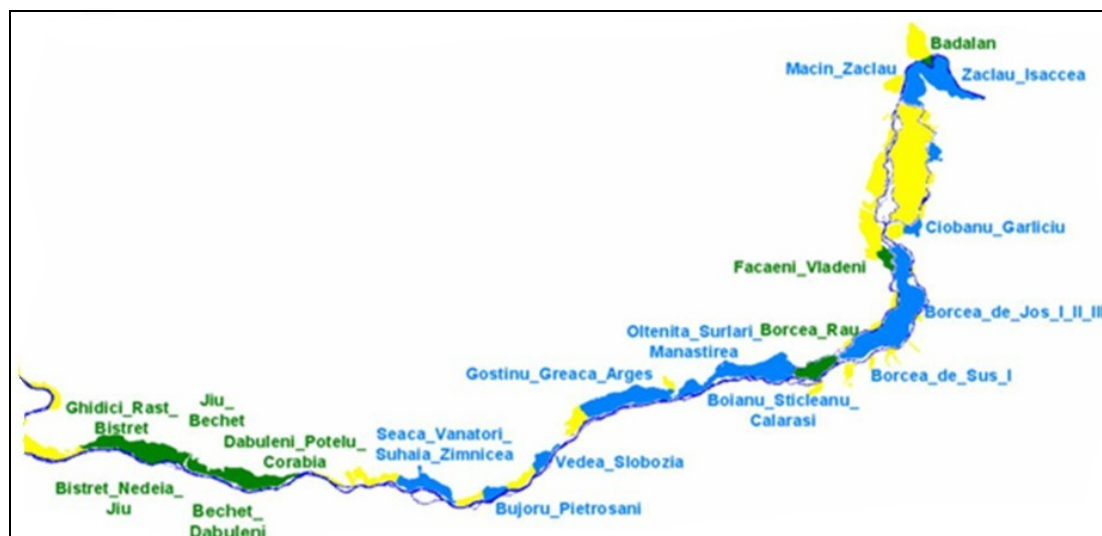 Badalan
Macin_Zaclau
Zaclau_Isaccea
Ciobanu_Garliciu
Facaeni_Vladeni
Borcea_de_Jos_I_II_III
Oltenita_Surlari_
Manastirea
Borcea_Rau
Borcea_de_Sus_I
Gostinu_Greaca_Arges
Boianu_Sticleanu_
Calarasi
Ghidici_Rast_
Bistret
Jiu_
Bechet
Dabuleni_Potelu_
Corabia
Seaca_Vanatori_
Suhaia_Zimnicea
Vedea_Slobozia
Bistret_Nedeia_
Jiu
Bechet_
Dabuleni
Bujoru_Pietrosani